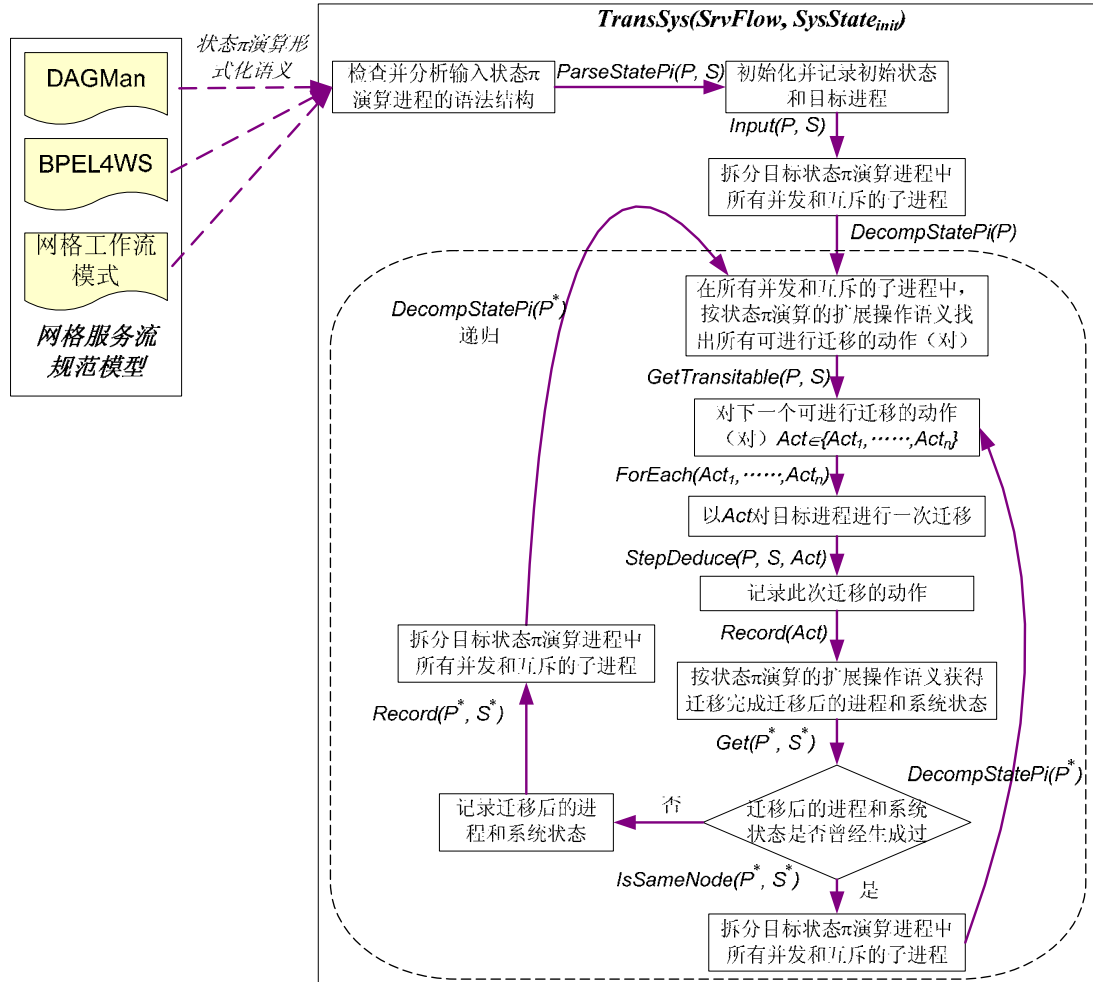 TransSys(SrvFlow, SysState_init)
状态π演算形
式化语义
DAGMan
BPEL4WS
网格工作流
模式
网格服务流
规范模型
检查并分析输入状态π
演算进程的语法结构
ParseStatePi(P, S)
初始化并记录初始状态
和目标进程
Input(P, S)
拆分目标状态π演算进程中
所有并发和互斥的子进程
DecompStatePi(P)
在所有并发和互斥的子进程中,
按状态π演算的扩展操作语义找
出所有可进行迁移的动作（对）
DecompStatePi(P*)
递归
GetTransitable(P, S)
对下一个可进行迁移的动作
（对）Act∈{Act₁,……,Actₙ}
ForEach(Act₁,……,Actₙ)
以Act对目标进程进行一次迁移
StepDeduce(P, S, Act)
记录此次迁移的动作
Record(Act)
拆分目标状态π演算进程中
所有并发和互斥的子进程
按状态π演算的扩展操作语义获得
迁移完成迁移后的进程和系统状态
Record(P*, S*)
Get(P*, S*)
DecompStatePi(P*)
记录迁移后的进
程和系统状态
否
迁移后的进程和系统
状态是否曾经生成过
IsSameNode(P*, S*)
是
拆分目标状态π演算进程中
所有并发和互斥的子进程